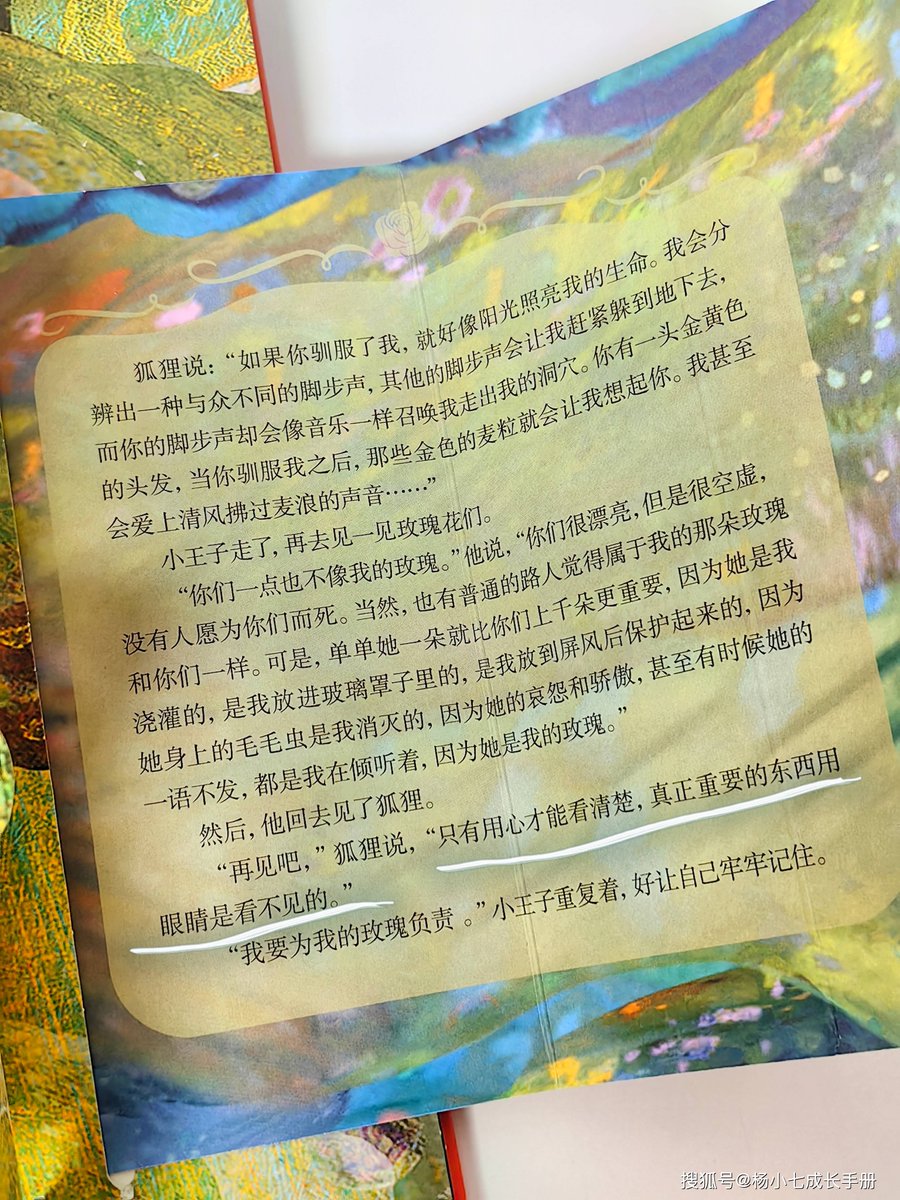 狐狸说：“如果你驯服了我，就好像阳光照亮我的生命。我会分
辨出一种与众不同的脚步声，其他的脚步声会让我赶紧躲到地下去，
而你的脚步声却会像音乐一样召唤我走出我的洞穴。你有一头金黄色
的头发，当你驯服我之后，那些金色的麦粒就会让我想起你。我甚至
会爱上清风拂过麦浪的声音……”
小王子走了，再去见一见玫瑰花们。
“你们一点也不像我的玫瑰。”他说，“你们很漂亮，但是很空虚，
没有人愿为你们而死。当然，也有普通的路人觉得属于我的那朵玫瑰
和你们一样。可是，单单她一朵就比你们上千朵更重要，因为她是我
浇灌的，是我放进玻璃罩子里的，是我放到屏风后保护起来的，因为
她身上的毛毛虫是我消灭的，因为她的哀怨和骄傲，甚至有时候她的
一语不发，都是我在倾听着，因为她是我的玫瑰。”
然后，他回去见了狐狸。
“再见吧，”狐狸说，“只有用心才能看清楚，真正重要的东西用
眼睛是看不见的。”
“我要为我的玫瑰负责。”小王子重复着，好让自己牢牢记住。
搜狐号@杨小七成长手册